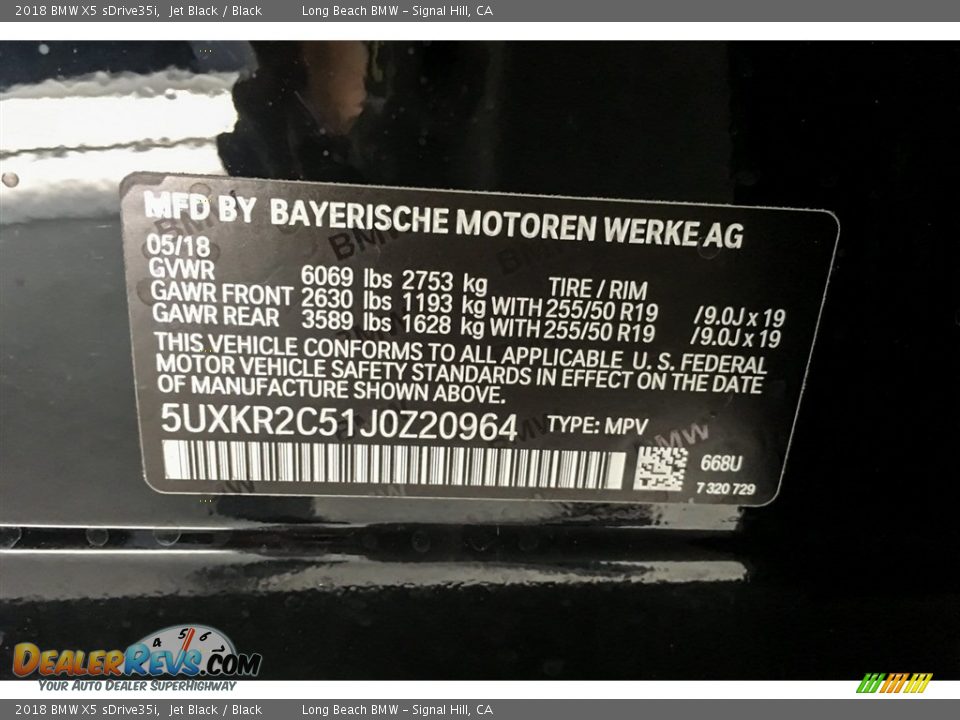 2018 BMW X5 sDrive35i, Jet Black / Black Long Beach BMW - Signal Hill, CA
MFD BY BAYERISCHE MOTOREN WERKE AG
05/18
GVWR 6069 lbs 2753 kg TIRE / RIM
GAWR FRONT 2630 lbs 1193 kg WITH 255/50 R19 /9.0J x 19
GAWR REAR 3589 lbs 1628 kg WITH 255/50 R19 /9.0J x 19
THIS VEHICLE CONFORMS TO ALL APPLICABLE U.S. FEDERAL
MOTOR VEHICLE SAFETY STANDARDS IN EFFECT ON THE DATE
OF MANUFACTURE SHOWN ABOVE.
5UXKR2C51J0Z20964 TYPE: MPV
668U
7 320 729
4 5 6
DEALERREVS.COM
YOUR AUTO DEALER SUPERHIGHWAY
2018 BMW X5 sDrive35i, Jet Black / Black Long Beach BMW - Signal Hill, CA